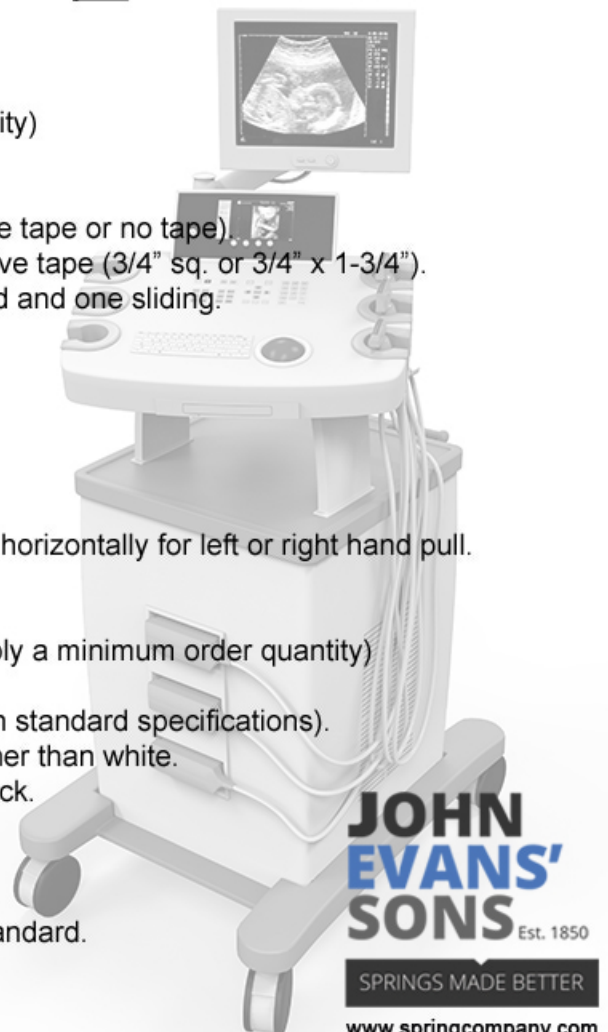 ity)
e tape or no tape).
ve tape (3/4” sq. or 3/4” x 1-3/4”).
d and one sliding.
horizontally for left or right hand pull.
ply a minimum order quantity)
n standard specifications).
her than white.
ck.
andard.
JOHN
EVANS’
SONS Est. 1850
SPRINGS MADE BETTER
www.springcompany.com